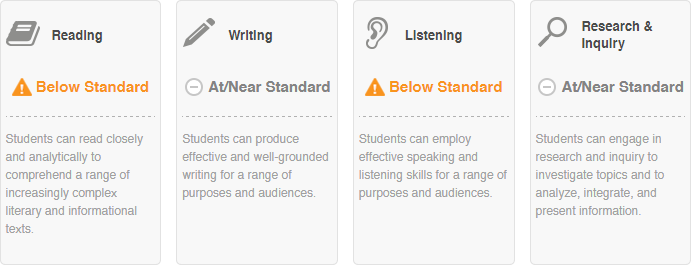 Reading
Below Standard
Students can read closely
and analytically to
comprehend a range of
increasingly complex
literary and informational
texts.
Writing
At/Near Standard
Students can produce
effective and well-grounded
writing for a range of
purposes and audiences.
Listening
Below Standard
Students can employ
effective speaking and
listening skills for a range of
purposes and audiences.
Research &
Inquiry
At/Near Standard
Students can engage in
research and inquiry to
investigate topics and to
analyze, integrate, and
present information.